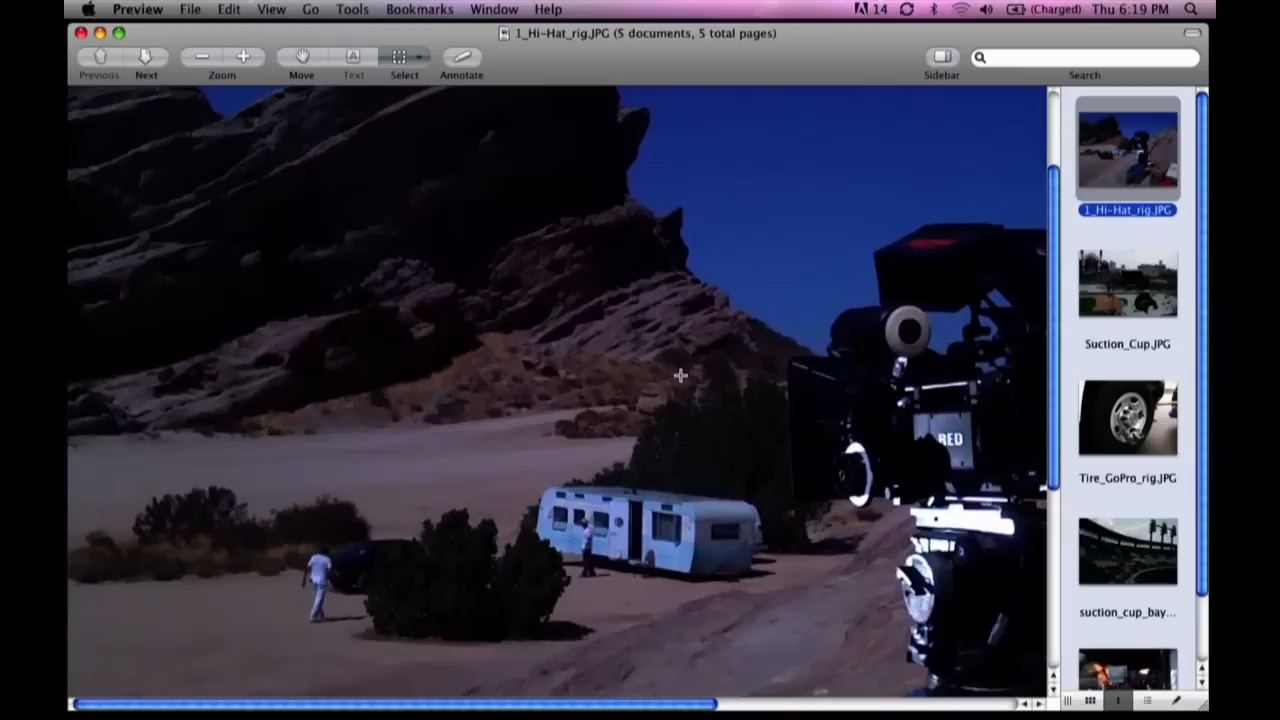 Preview File Edit View Go Tools Bookmarks Window Help 14 (Charged) Thu 6:19 PM
1_Hi-Hat_rig.JPG (5 documents, 5 total pages)
Previous Next Zoom Move Text Select Annotate Sidebar Search
1_Hi-Hat_rig.JPG
Suction_Cup.JPG
RED
Tire_GoPro_rig.JPG
suction_cup_bay...